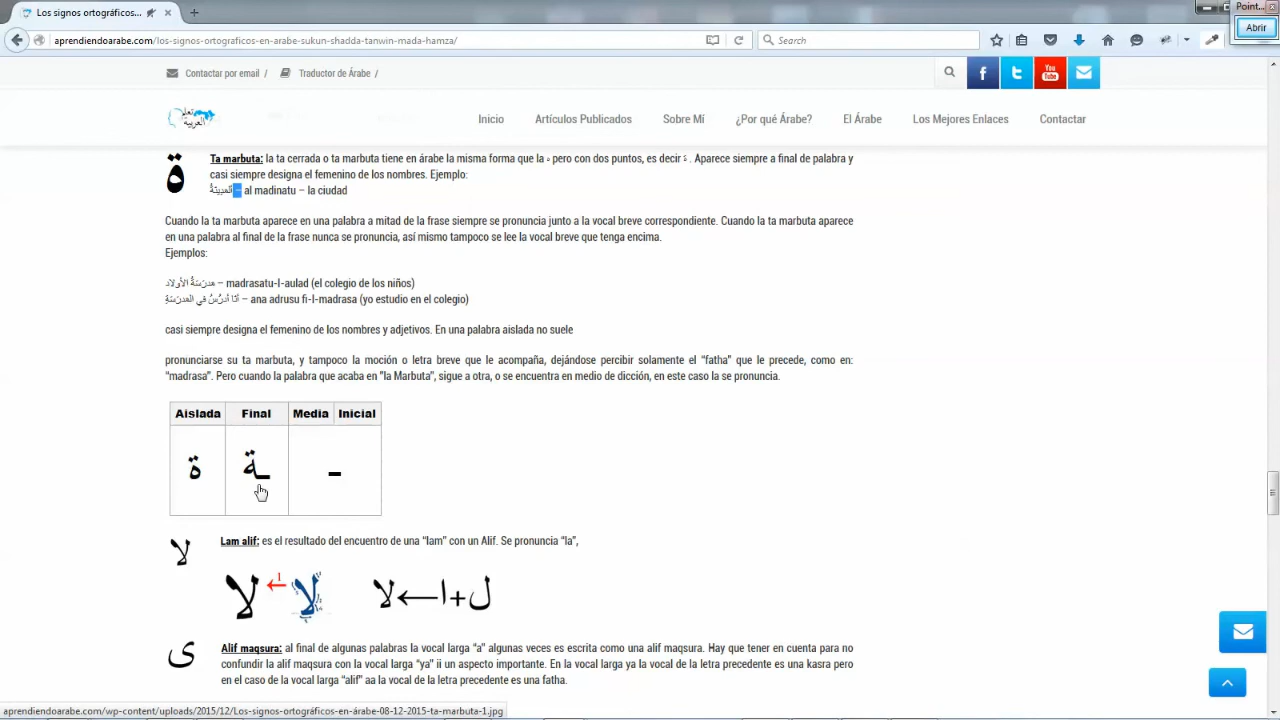 Los signos ortográficos...
Point...
aprendiendoarabe.com/los-signos-ortograficos-en-arabe-sukun-shadda-tanwin-mada-hamza/
Search
Abrir
Contactar por email /
Traductor de Árabe /
تعلم
العربية
Inicio
Artículos Publicados
Sobre Mí
¿Por qué Árabe?
El Árabe
Los Mejores Enlaces
Contactar
ة
Ta marbuta: la ta cerrada o ta marbuta tiene en árabe la misma forma que la ه pero con dos puntos, es decir ة. Aparece siempre a final de palabra y
casi siempre designa el femenino de los nombres. Ejemplo:
المدينةُ – al madinatu – la ciudad
Cuando la ta marbuta aparece en una palabra a mitad de la frase siempre se pronuncia junto a la vocal breve correspondiente. Cuando la ta marbuta aparece
en una palabra al final de la frase nunca se pronuncia, así mismo tampoco se lee la vocal breve que tenga encima.
Ejemplos:
مدرَسَةُ الأولاد – madrasatu-l-aulad (el colegio de los niños)
أنَا أدرُسُ فِي المدرَسَةِ – ana adrusu fi-l-madrasa (yo estudio en el colegio)
casi siempre designa el femenino de los nombres y adjetivos. En una palabra aislada no suele
pronunciarse su ta marbuta, y tampoco la moción o letra breve que le acompaña, dejándose percibir solamente el “fatha” que le precede, como en:
“madrasa”. Pero cuando la palabra que acaba en "la Marbuta”, sigue a otra, o se encuentra en medio de dicción, en este caso la se pronuncia.
Aislada Final Media Inicial
ة ـة -
لا
Lam alif: es el resultado del encuentro de una “lam” con un Alif. Se pronuncia “la”,
لا ← 1 لا
ل+ا←لا
ى
Alif maqsura: al final de algunas palabras la vocal larga “a” algunas veces es escrita como una alif maqsura. Hay que tener en cuenta para no
confundir la alif maqsura con la vocal larga “ya” ii un aspecto importante. En la vocal larga ya la vocal de la letra precedente es una kasra pero
en el caso de la vocal larga “alif” aa la vocal de la letra precedente es una fatha.
aprendiendoarabe.com/wp-content/uploads/2015/12/Los-signos-ortográficos-en-árabe-08-12-2015-ta-marbuta-1.jpg